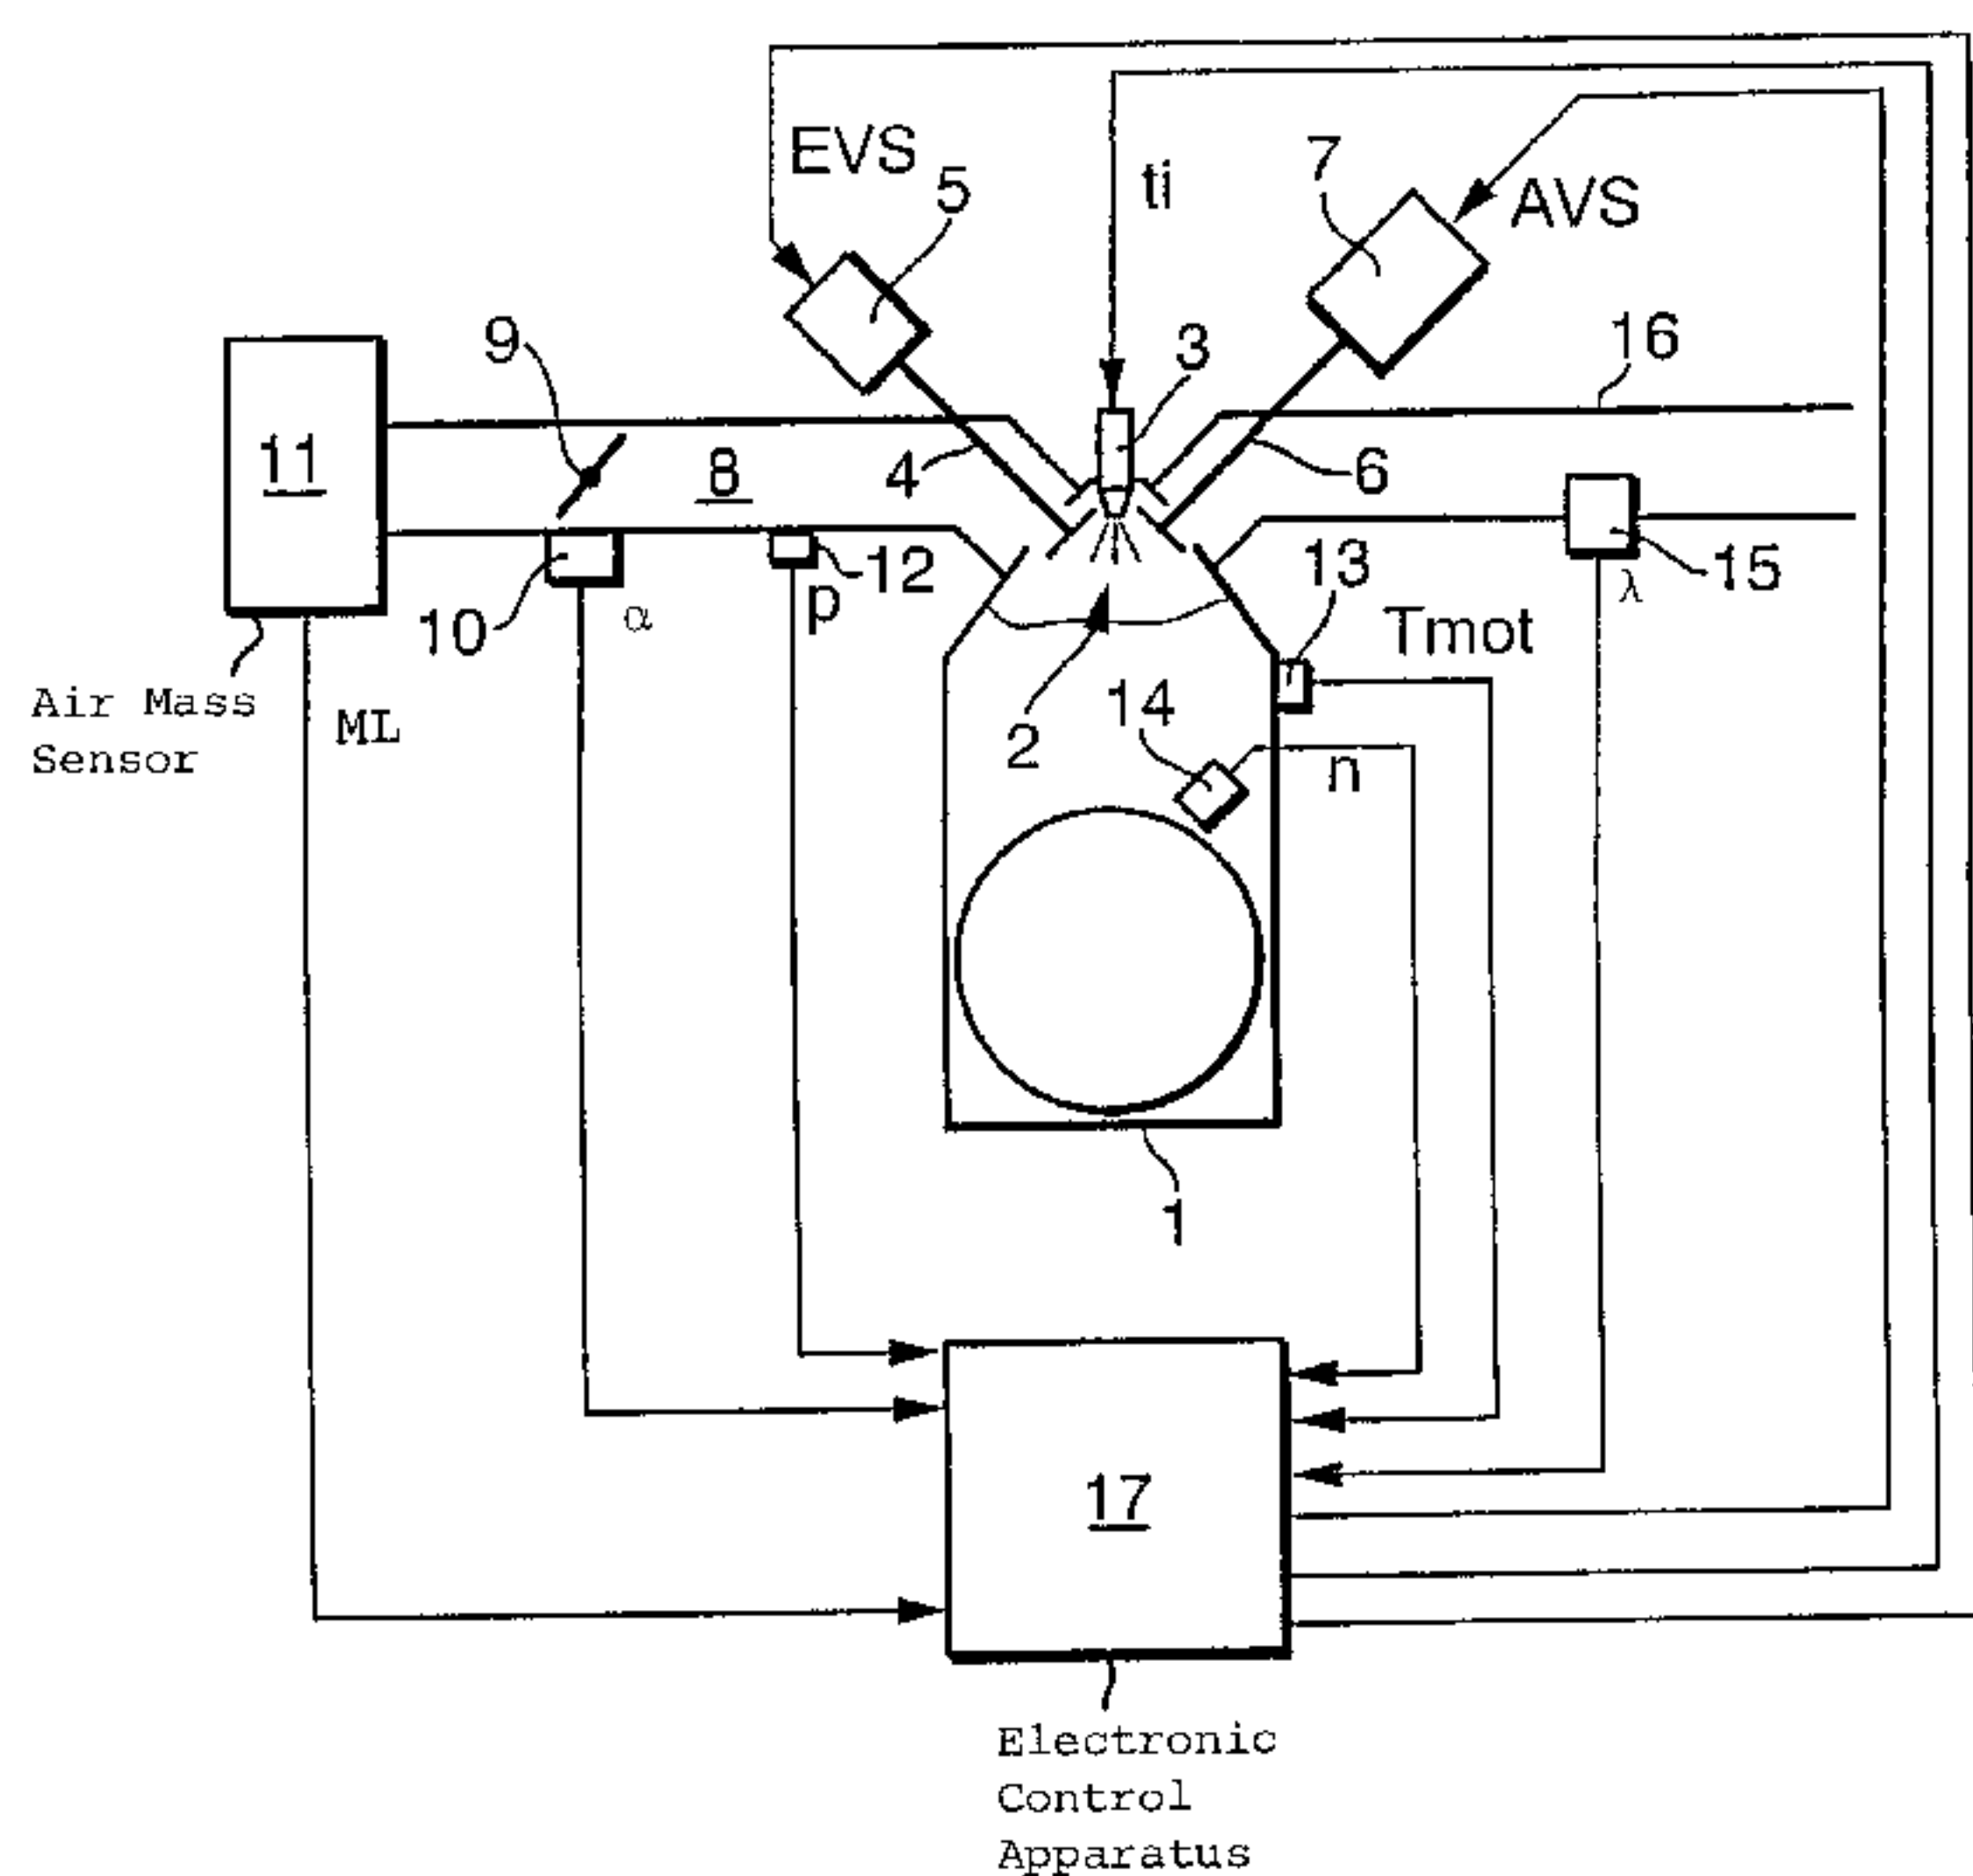 EVS
5
ti
7
AVS
9
3
16
11
8
4
6
10
α
p
12
13
λ
15
Tmot
Air Mass
Sensor
ML
2
14
n
1
17
Electronic
Control
Apparatus